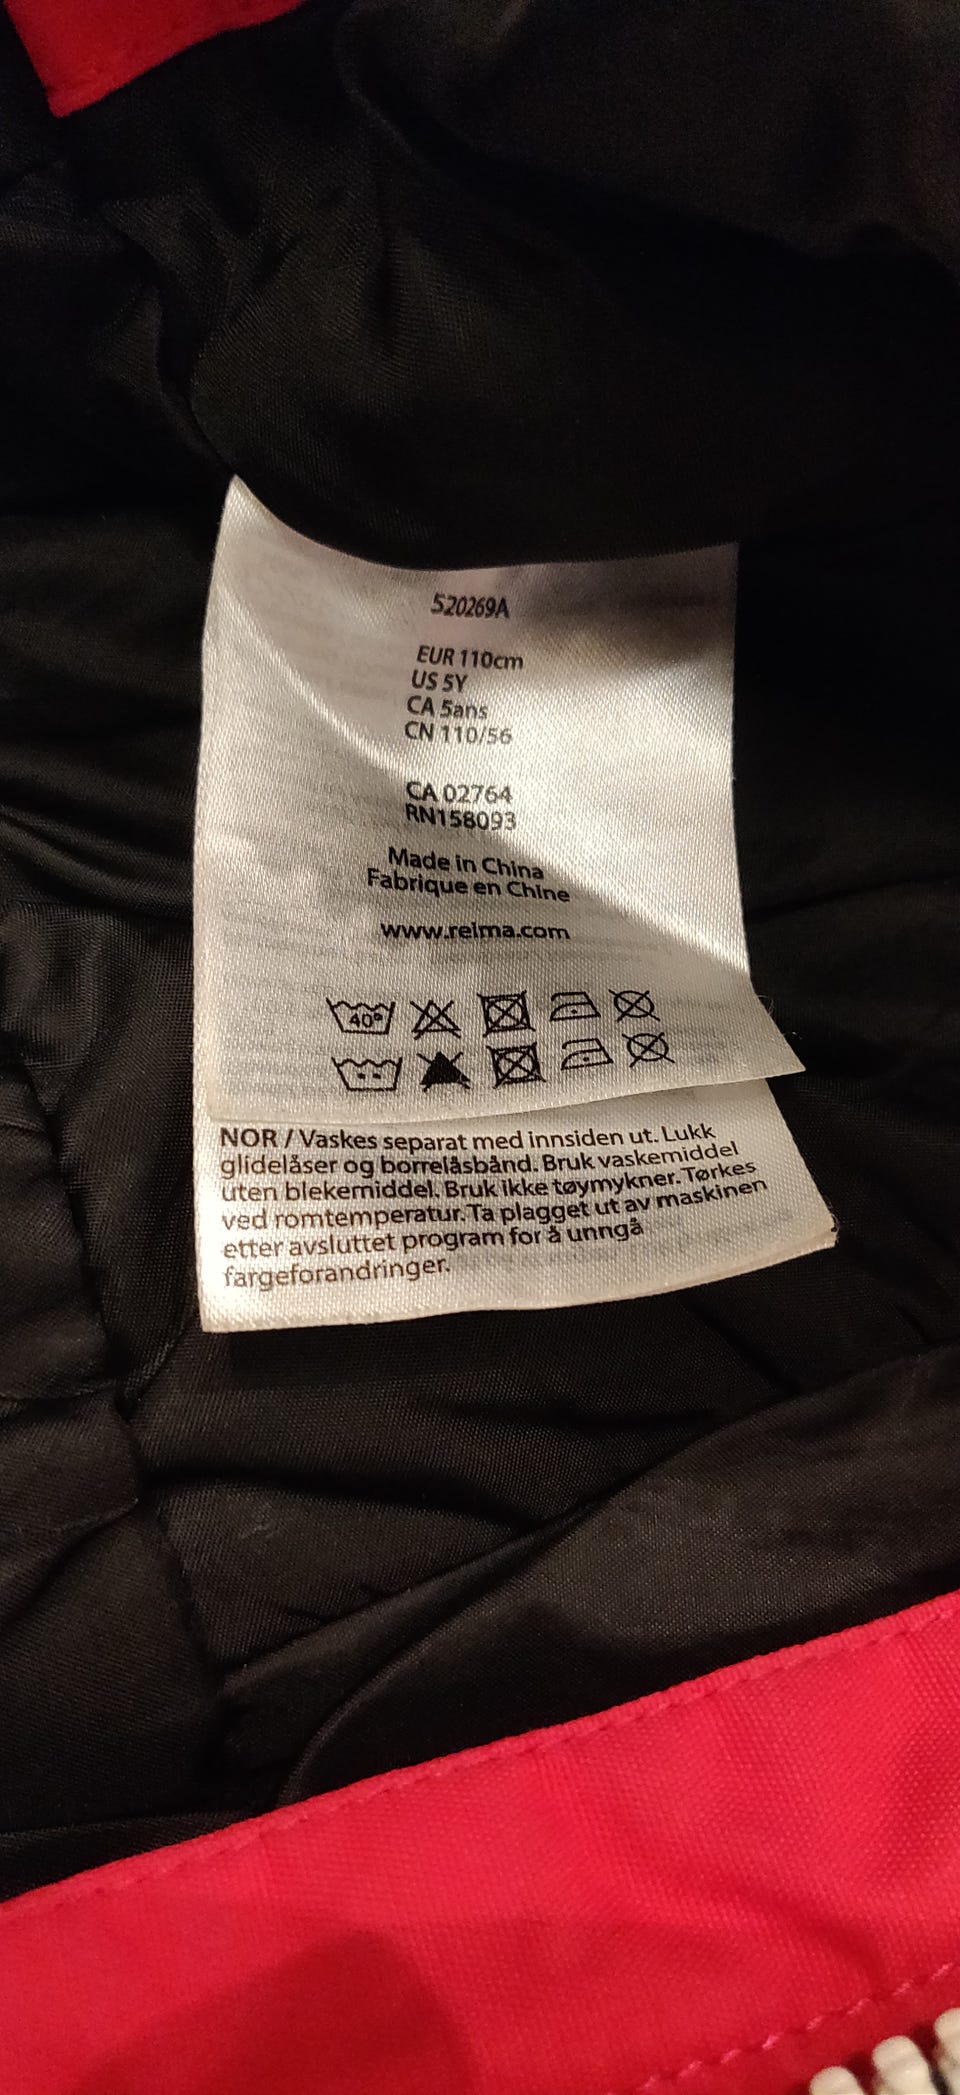 520269A
EUR 110cm
US 5Y
CA 5ans
CN 110/56
CA 02764
RN158093
Made in China
Fabrique en Chine
www.reima.com
40°
NOR / Vaskes separat med innsiden ut. Lukk
glidelåser og borrelåsbånd. Bruk vaskemiddel
uten blekemiddel. Bruk ikke tøymykner. Tørkes
ved romtemperatur. Ta plagget ut av maskinen
etter avsluttet program for å unngå
fargeforandringer.